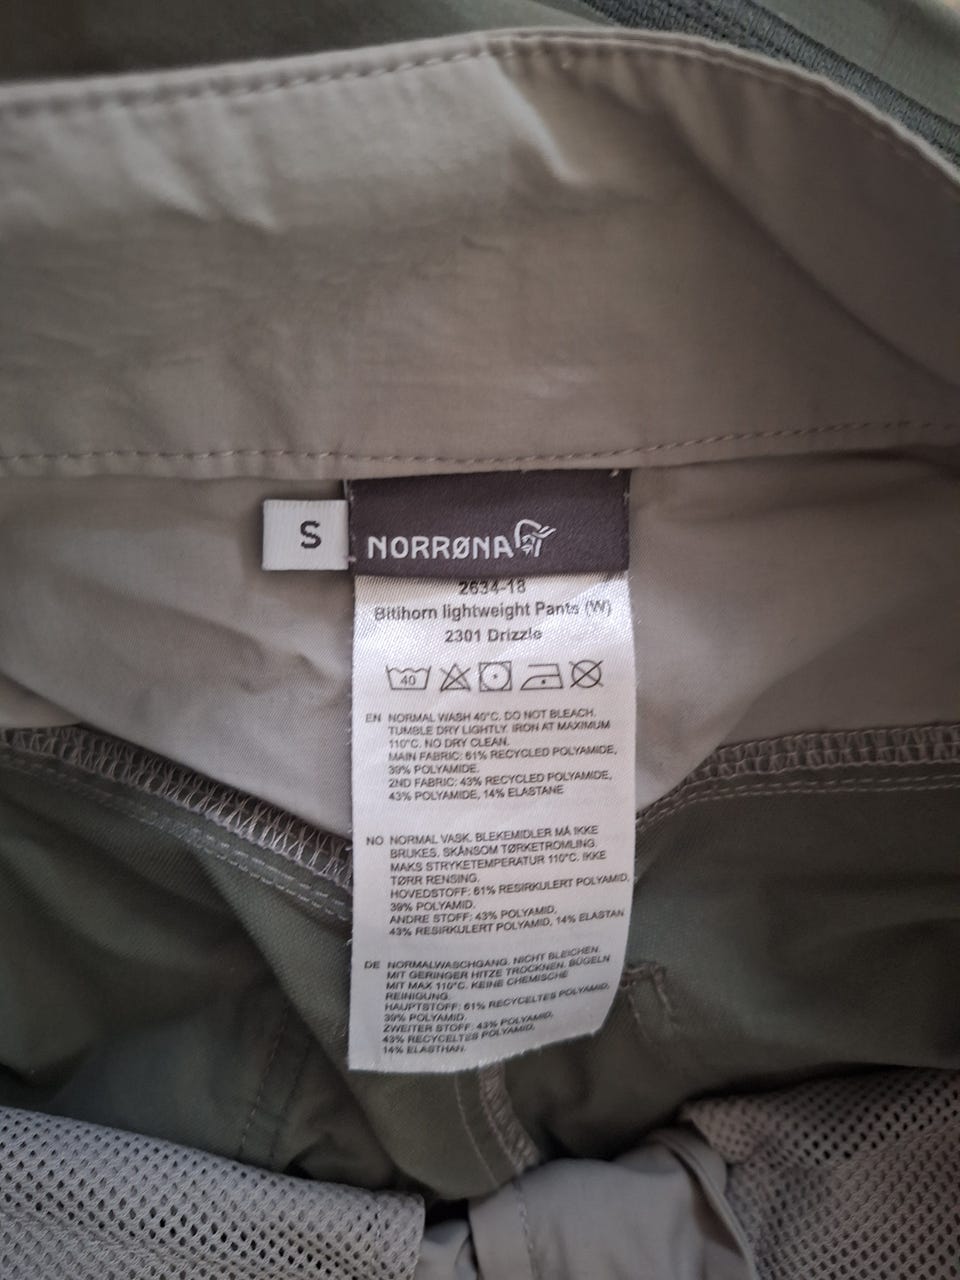 S
NORRØNA
2634-18
Bitihorn lightweight Pants (W)
2301 Drizzle
40
EN NORMAL WASH 40°C. DO NOT BLEACH.
TUMBLE DRY LIGHTLY. IRON AT MAXIMUM
110°C. NO DRY CLEAN.
MAIN FABRIC: 61% RECYCLED POLYAMIDE,
39% POLYAMIDE.
2ND FABRIC: 43% RECYCLED POLYAMIDE,
43% POLYAMIDE, 14% ELASTANE
NO NORMAL VASK. BLEKEMIDLER MÅ IKKE
BRUKES. SKÅNSOM TØRKETROMLING.
MAKS STRYKETEMPERATUR 110°C. IKKE
TØRR RENSING.
HOVEDSTOFF: 61% RESIRKULERT POLYAMID,
39% POLYAMID.
ANDRE STOFF: 43% POLYAMID,
43% RESIRKULERT POLYAMID, 14% ELASTAN
DE NORMALWASCHGANG. NICHT BLEICHEN.
MIT GERINGER HITZE TROCKNEN. BÜGELN
MIT MAX 110°C. KEINE CHEMISCHE
REINIGUNG.
HAUPTSTOFF: 61% RECYCELTES POLYAMID,
39% POLYAMID.
ZWEITER STOFF: 43% POLYAMID,
43% RECYCELTES POLYAMID,
14% ELASTHAN.